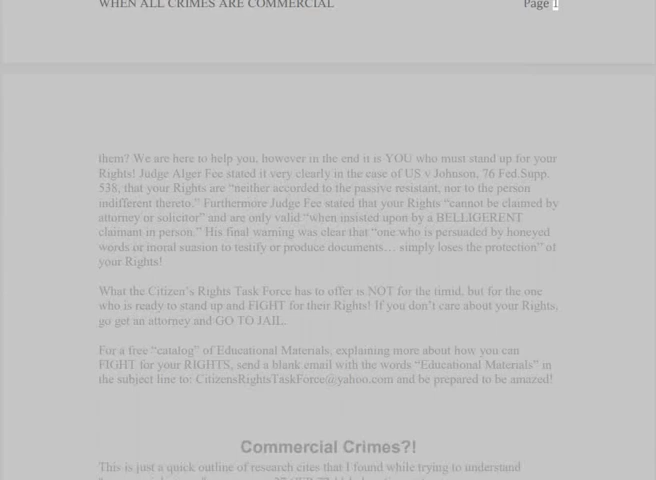 WHEN ALL CRIMES ARE COMMERCIAL Page 1
them? We are here to help you, however in the end it is YOU who must stand up for your
Rights! Judge Alger Fee stated it very clearly in the case of US v Johnson, 76 Fed Supp.
538, that your Rights are “neither accorded to the passive resistant, nor to the person
indifferent thereto.” Furthermore Judge Fee stated that your Rights “cannot be claimed by
attorney or solicitor” and are only valid “when insisted upon by a BELLIGERENT
claimant in person.” His final warning was clear that “one who is persuaded by honeyed
words or moral suasion to testify or produce documents… simply loses the protection” of
your Rights!
What the Citizen’s Rights Task Force has to offer is NOT for the timid, but for the one
who is ready to stand up and FIGHT for their Rights! If you don’t care about your Rights,
go get an attorney and GO TO JAIL.
For a free “catalog” of Educational Materials, explaining more about how you can
FIGHT for your RIGHTS, send a blank email with the words “Educational Materials” in
the subject line to: CitizensRightsTaskForce@yahoo.com and be prepared to be amazed!
Commercial Crimes?!
This is just a quick outline of research cites that I found while trying to understand